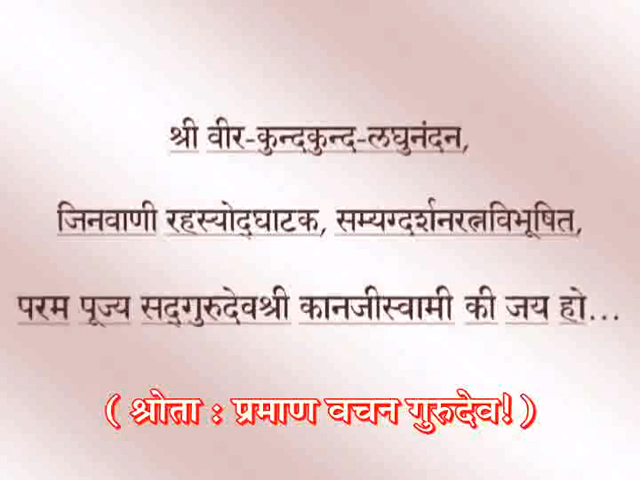 श्री वीर-कुन्दकुन्द-लघुनंदन,
जिनवाणी रहस्योद्‌घाटक, सम्यग्दर्शनरत्नविभूषित,
परम पूज्य सद्‌गुरुदेवश्री कानजीस्वामी की जय हो...
( श्रोता : प्रमाण वचन गुरुदेव! )